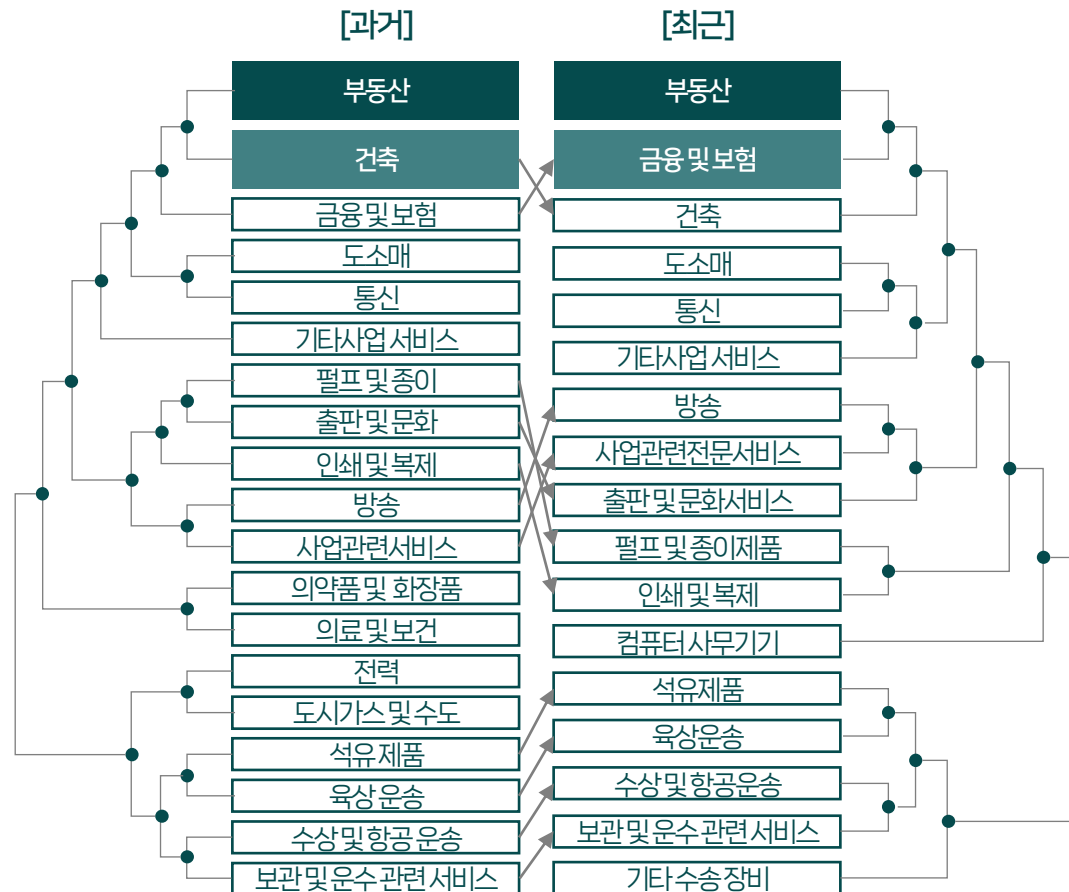 [과거]
부동산
건축
금융 및 보험
도소매
통신
기타사업 서비스
펄프 및 종이
출판 및 문화
인쇄 및 복제
방송
사업관련서비스
의약품 및 화장품
의료 및 보건
전력
도시가스 및 수도
석유 제품
육상 운송
수상 및 항공 운송
보관 및 운수 관련 서비스
[최근]
부동산
금융 및 보험
건축
도소매
통신
기타사업 서비스
방송
사업관련전문서비스
출판 및 문화서비스
펄프 및 종이제품
인쇄 및 복제
컴퓨터 사무기기
석유제품
육상운송
수상 및 항공운송
보관 및 운수 관련 서비스
기타 수송 장비